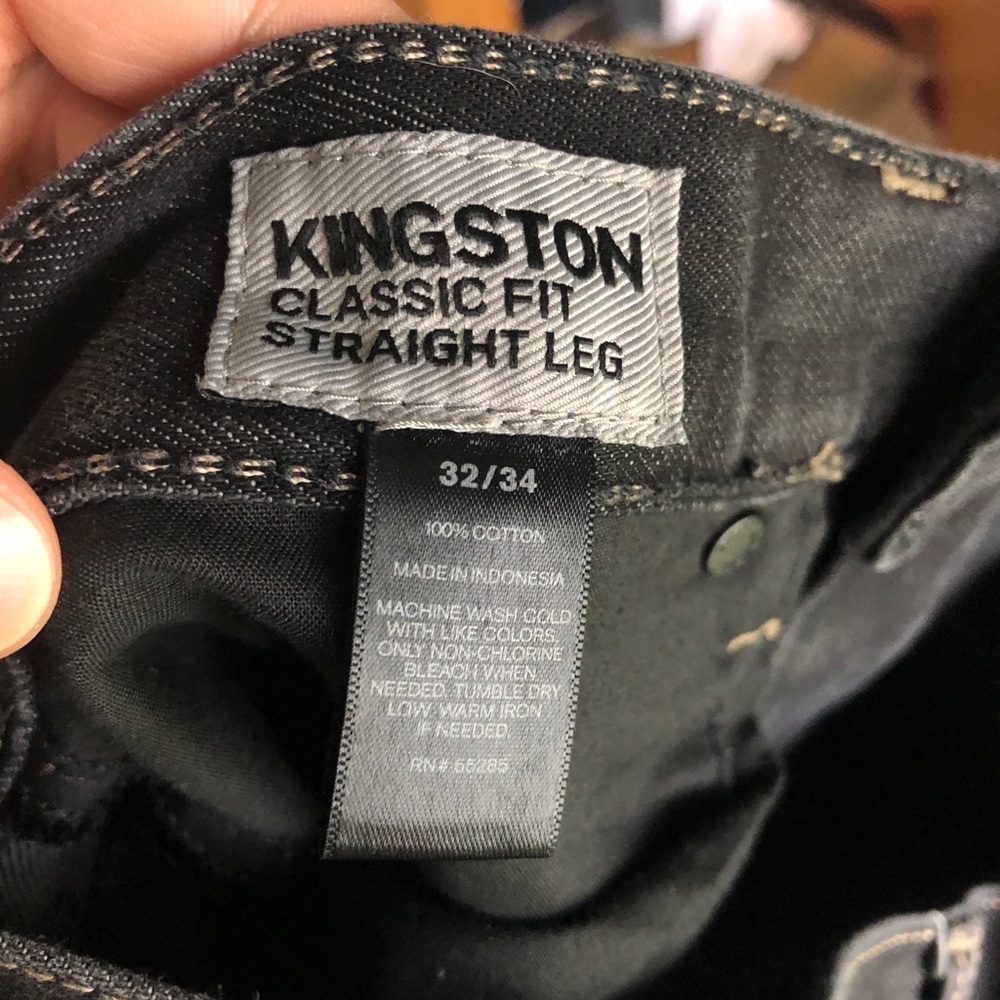 KINGSTON
CLASSIC FIT
STRAIGHT LEG
32/34
100% COTTON
MADE IN INDONESIA
MACHINE WASH COLD
WITH LIKE COLORS
ONLY NON-CHLORINE
BLEACH WHEN
NEEDED. TUMBLE DRY
LOW. WARM IRON
IF NEEDED.
RN# 55285